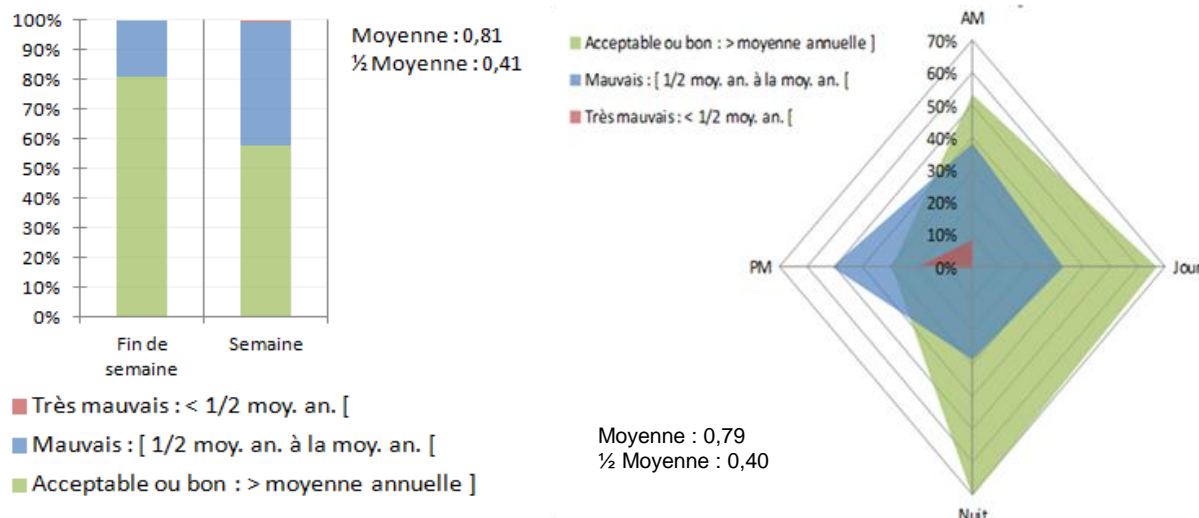 100%
90%
80%
70%
60%
50%
40%
30%
20%
10%
0%
Fin de
semaine
Semaine
Moyenne : 0,81
½ Moyenne : 0,41
Très mauvais : < 1/2 moy. an. [
Mauvais : [ 1/2 moy. an. à la moy. an. [
Acceptable ou bon : > moyenne annuelle ]
Acceptable ou bon : > moyenne annuelle ]
Mauvais : [ 1/2 moy. an. à la moy. an. [
Très mauvais : < 1/2 moy. an. [
AM
70%
60%
50%
40%
30%
20%
10%
0%
PM
Jour
Nuit
Moyenne : 0,79
½ Moyenne : 0,40